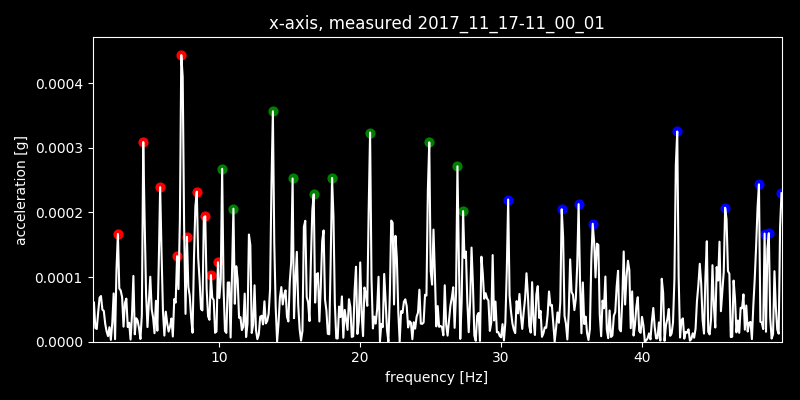 x-axis, measured 2017_11_17-11_00_01
0.0004
0.0003
0.0002
0.0001
0.0000
acceleration [g]
10 20 30 40
frequency [Hz]